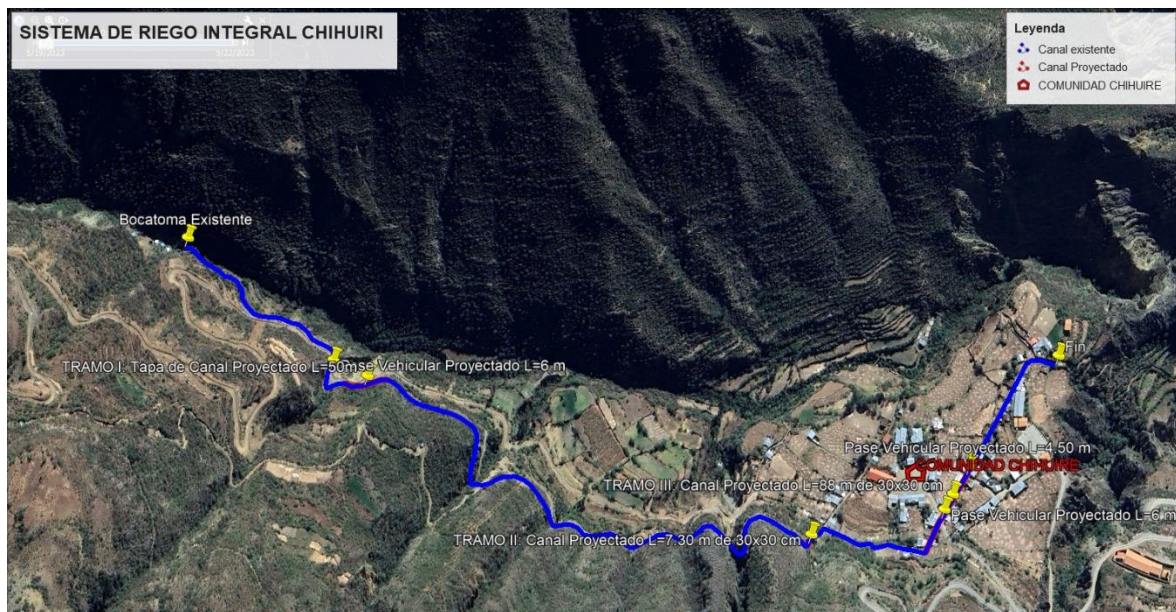 SISTEMA DE RIEGO INTEGRAL CHIHUIRI
Leyenda
Canal existente
Canal Proyectado
COMUNIDAD CHIHUIRE
Bocatoma Existente
TRAMO I: Tapa de Canal Proyectado L=50m
se Vehicular Proyectado L=6 m
Fin
Pase Vehicular Proyectado L=4.50 m
COMUNIDAD CHIHUIRE
TRAMO III: Canal Proyectado L=88 m de 30x30 cm
Pase Vehicular Proyectado L=6 m
TRAMO II: Canal Proyectado L=7.30 m de 30x30 cm